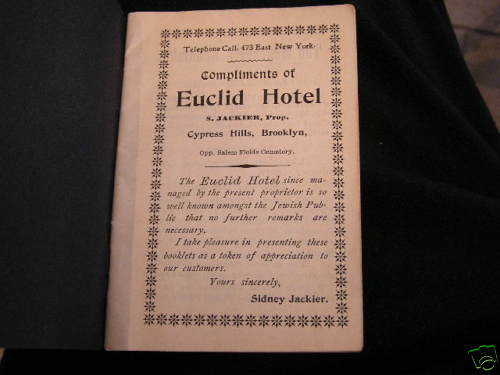 Telephone Call: 473 East New York.
Compliments of
Euclid Hotel
S. JACKIER, Prop.
Cypress Hills, Brooklyn,
Opp. Salem Fields Cemetery.
The Euclid Hotel since ma-
naged by the present proprietor is so
well known amongst the Jewish Pub-
lic that no further remarks are
necessary.
I take pleasure in presenting these
booklets as a token of appreciation to
our customers.
Yours sincerely,
Sidney Jackier.